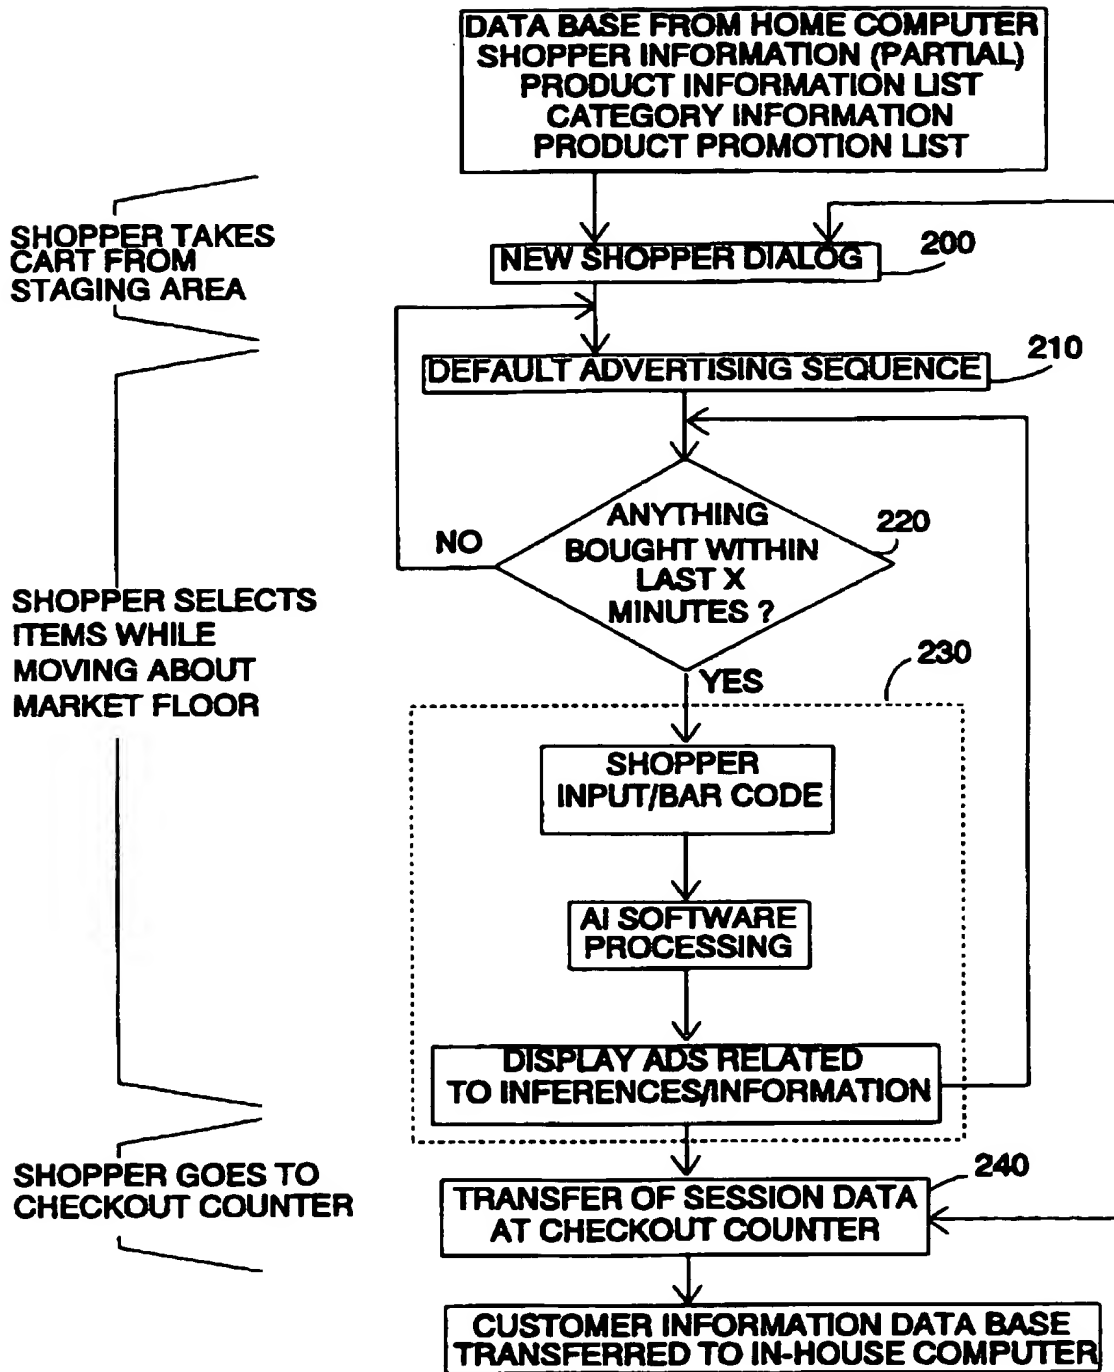 DATA BASE FROM HOME COMPUTER
SHOPPER INFORMATION (PARTIAL)
PRODUCT INFORMATION LIST
CATEGORY INFORMATION
PRODUCT PROMOTION LIST
SHOPPER TAKES
CART FROM
STAGING AREA
NEW SHOPPER DIALOG
200
DEFAULT ADVERTISING SEQUENCE
210
ANYTHING
BOUGHT WITHIN
LAST X
MINUTES ?
220
NO
YES
SHOPPER SELECTS
ITEMS WHILE
MOVING ABOUT
MARKET FLOOR
230
SHOPPER
INPUT/BAR CODE
AI SOFTWARE
PROCESSING
DISPLAY ADS RELATED
TO INFERENCES/INFORMATION
SHOPPER GOES TO
CHECKOUT COUNTER
240
TRANSFER OF SESSION DATA
AT CHECKOUT COUNTER
CUSTOMER INFORMATION DATA BASE
TRANSFERRED TO IN-HOUSE COMPUTER